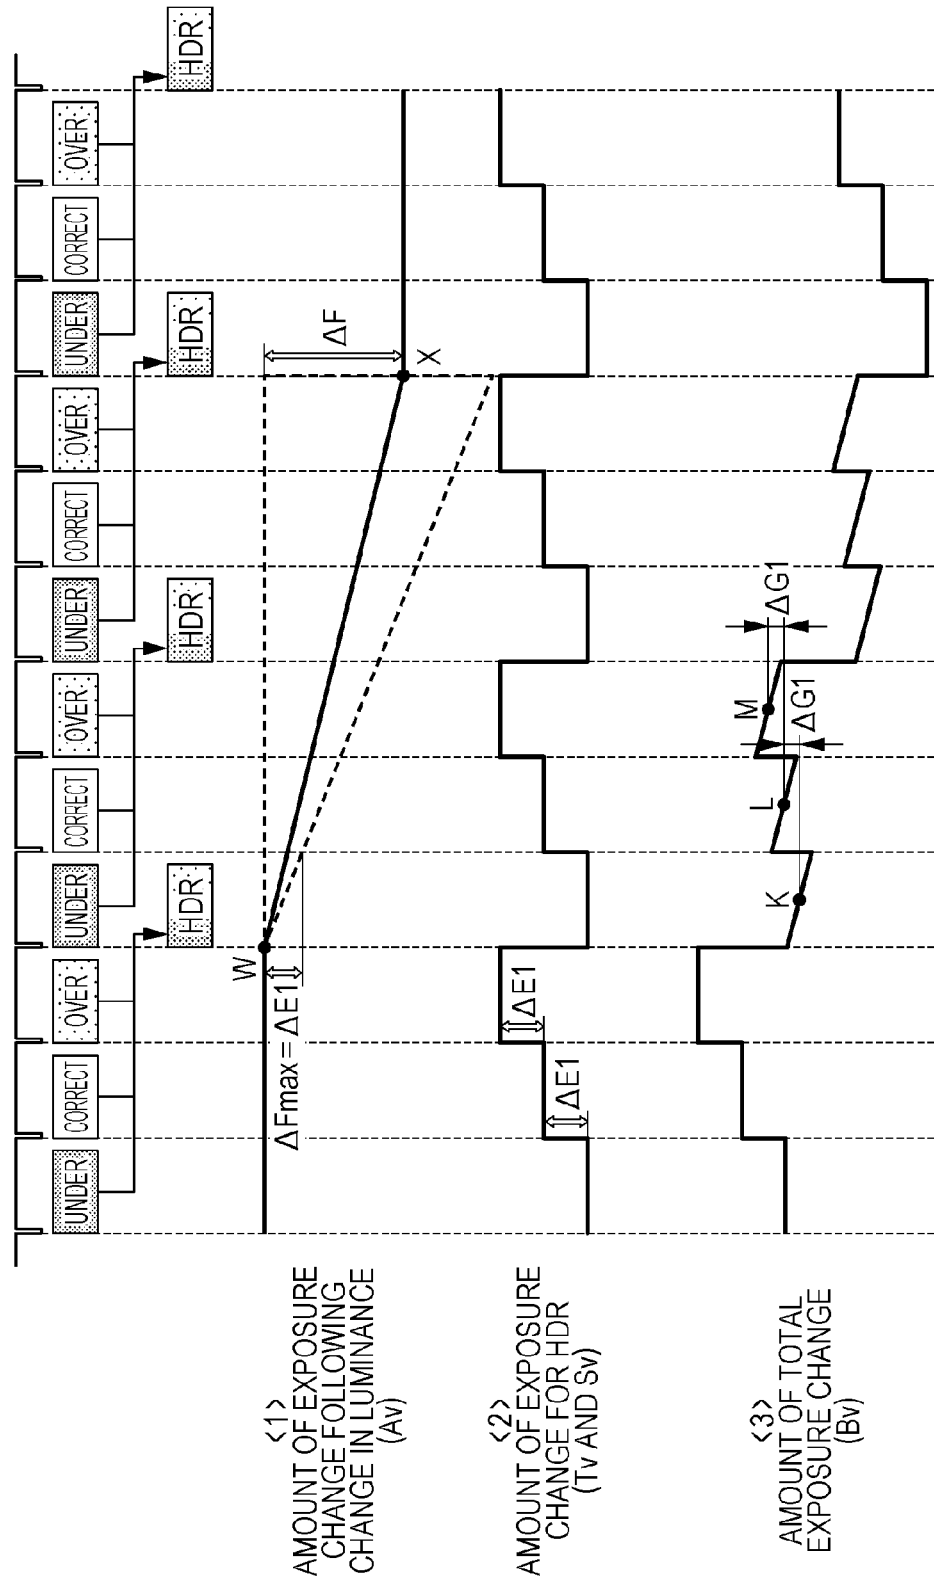 UNDER
CORRECT
OVER
UNDER
CORRECT
OVER
UNDER
CORRECT
OVER
UNDER
CORRECT
OVER
HDR
HDR
HDR
HDR
<1>
AMOUNT OF EXPOSURE
CHANGE FOLLOWING
CHANGE IN LUMINANCE
(Av)
W
ΔFmax = ΔE1
ΔF
X
<2>
AMOUNT OF EXPOSURE
CHANGE FOR HDR
(Tv AND Sv)
ΔE1
ΔE1
<3>
AMOUNT OF TOTAL
EXPOSURE CHANGE
(Bv)
K
L
M
ΔG1
ΔG1